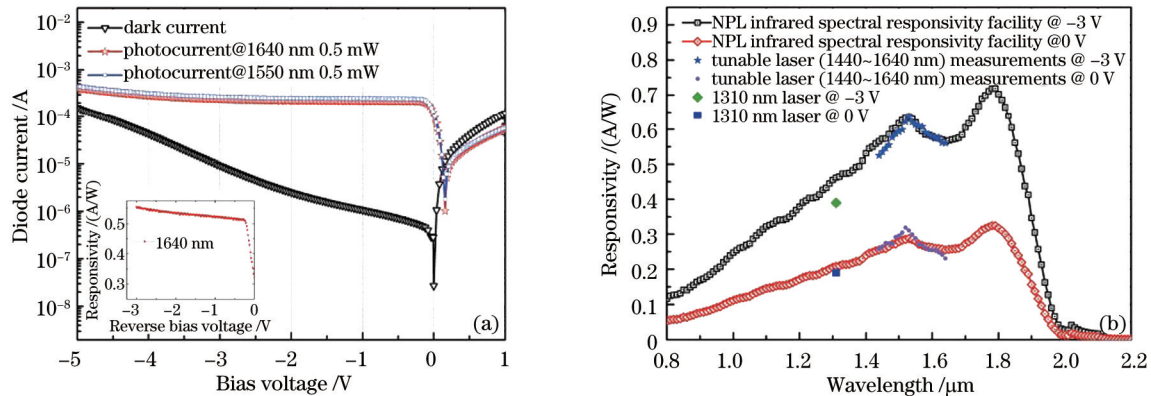 10−2
10−3
10−4
10−5
10−6
10−7
10−8
Diode current /A
dark current
photocurrent@1640 nm 0.5 mW
photocurrent@1550 nm 0.5 mW
Responsivity /(A/W)
0.5
0.4
0.3
1640 nm
−3 −2 −1 0
Reverse bias voltage /V
(a)
−5 −4 −3 −2 −1 0 1
Bias voltage /V
0.9
0.8
0.7
0.6
0.5
0.4
0.3
0.2
0.1
0
Responsivity /(A/W)
NPL infrared spectral responsivity facility @ −3 V
NPL infrared spectral responsivity facility @0 V
tunable laser (1440~1640 nm) measurements @ −3 V
tunable laser (1440~1640 nm) measurements @ 0 V
1310 nm laser @ −3 V
1310 nm laser @ 0 V
(b)
0.8 1.0 1.2 1.4 1.6 1.8 2.0 2.2
Wavelength /μm